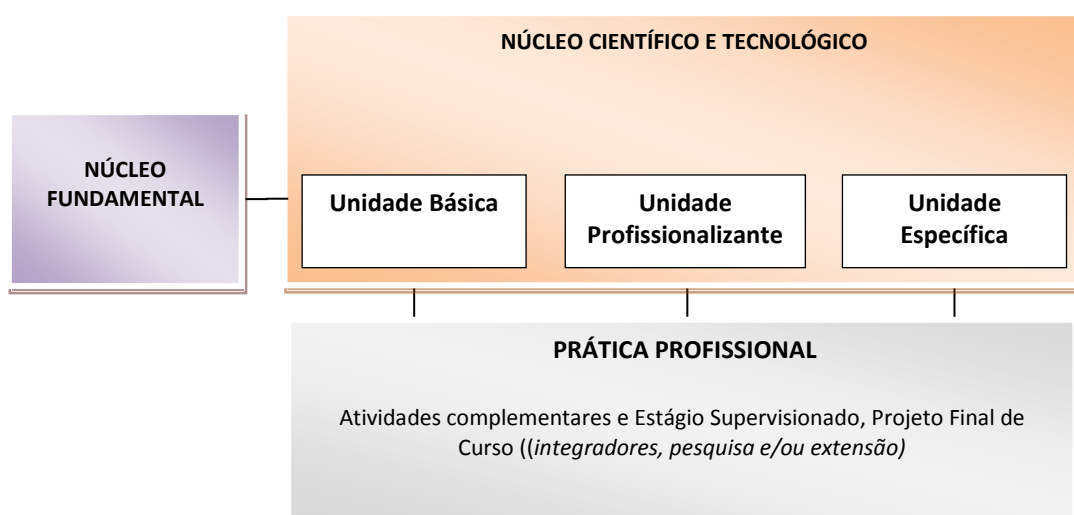 NÚCLEO CIENTÍFICO E TECNOLÓGICO
NÚCLEO
FUNDAMENTAL
Unidade Básica
Unidade
Profissionalizante
Unidade
Específica
PRÁTICA PROFISSIONAL
Atividades complementares e Estágio Supervisionado, Projeto Final de
Curso ((integradores, pesquisa e/ou extensão)